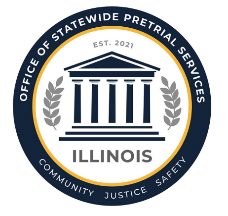 OFFICE OF STATEWIDE PRETRIAL SERVICES
EST. 2021
ILLINOIS
COMMUNITY JUSTICE SAFETY